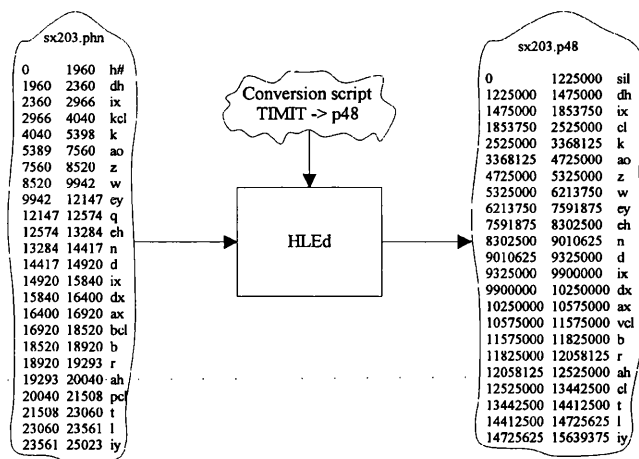 sx203.phn
0 1960 h#
1960 2360 dh
2360 2966 ix
2966 4040 kcl
4040 5398 k
5389 7560 ao
7560 8520 z
8520 9942 w
9942 12147 ey
12147 12574 q
12574 13284 eh
13284 14417 n
14417 14920 d
14920 15840 ix
15840 16400 dx
16400 16920 ax
16920 18520 bcl
18520 18920 b
18920 19293 r
19293 20040 ah
20040 21508 pcl
21508 23060 t
23060 23561 l
23561 25023 iy
Conversion script
TIMIT -> p48
HLEd
sx203.p48
0 1225000 sil
1225000 1475000 dh
1475000 1853750 ix
1853750 2525000 cl
2525000 3368125 k
3368125 4725000 ao
4725000 5325000 z
5325000 6213750 w
6213750 7591875 ey
7591875 8302500 eh
8302500 9010625 n
9010625 9325000 d
9325000 9900000 ix
9900000 10250000 dx
10250000 10575000 ax
10575000 11575000 vcl
11575000 11825000 b
11825000 12058125 r
12058125 12525000 ah
12525000 13442500 cl
13442500 14412500 t
14412500 14725625 l
14725625 15639375 iy